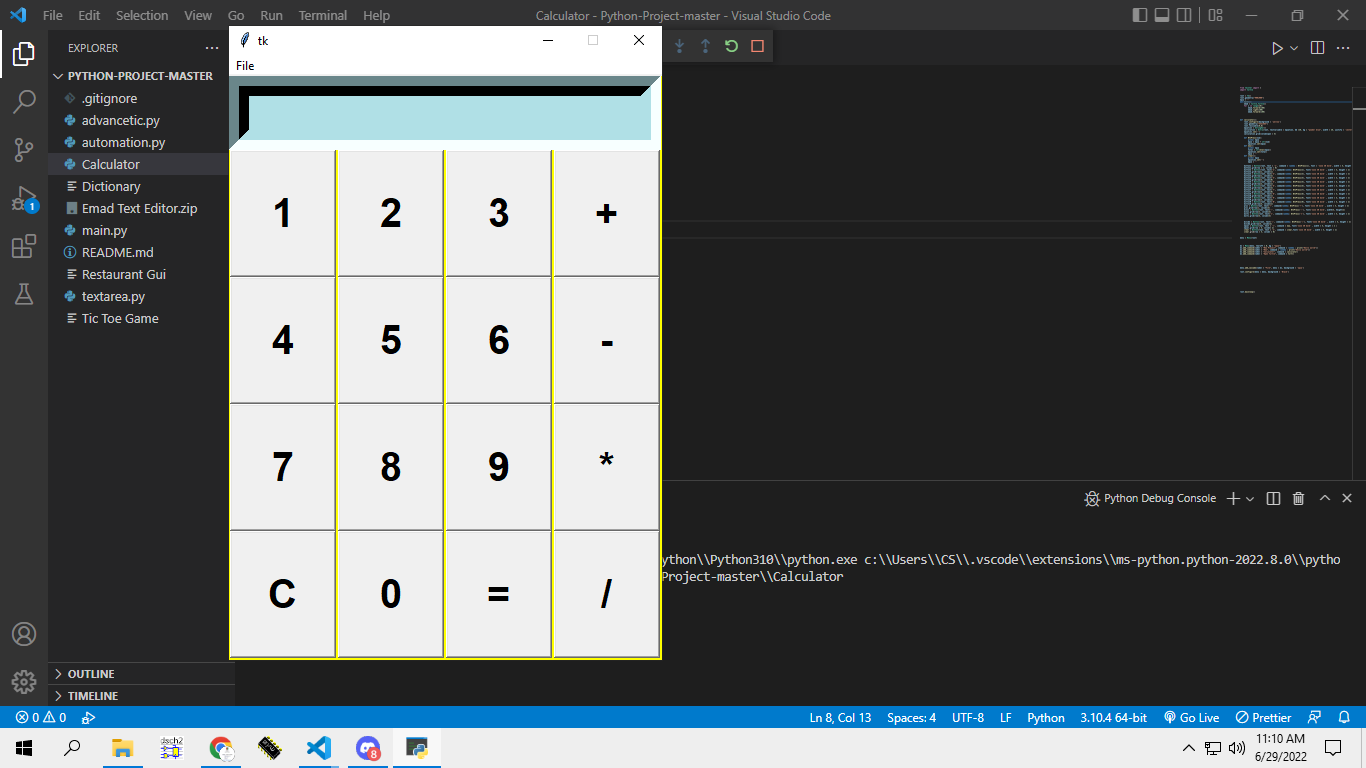 File Edit Selection View Go Run Terminal Help Calculator - Python-Project-master - Visual Studio Code
EXPLORER
PYTHON-PROJECT-MASTER
.gitignore
advancetic.py
automation.py
Calculator
Dictionary
Emad Text Editor.zip
main.py
README.md
Restaurant Gui
textarea.py
Tic Toe Game
OUTLINE
TIMELINE
1
tk
File
1 2 3 +
4 5 6 -
7 8 9 *
C 0 = /
Python Debug Console
ython\\Python310\\python.exe c:\\Users\\CS\\.vscode\\extensions\\ms-python.python-2022.8.0\\pytho
Project-master\\Calculator
0 0 Ln 8, Col 13 Spaces: 4 UTF-8 LF Python 3.10.4 64-bit Go Live Prettier
dsch2 8 11:10 AM
6/29/2022